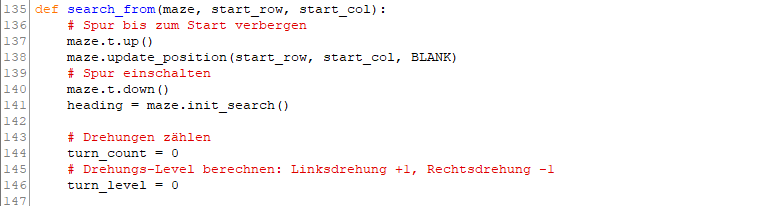 135 def search_from(maze, start_row, start_col):
136     # Spur bis zum Start verbergen
137     maze.t.up()
138     maze.update_position(start_row, start_col, BLANK)
139     # Spur einschalten
140     maze.t.down()
141     heading = maze.init_search()
142
143     # Drehungen zählen
144     turn_count = 0
145     # Drehungs-Level berechnen: Linksdrehung +1, Rechtsdrehung -1
146     turn_level = 0
147